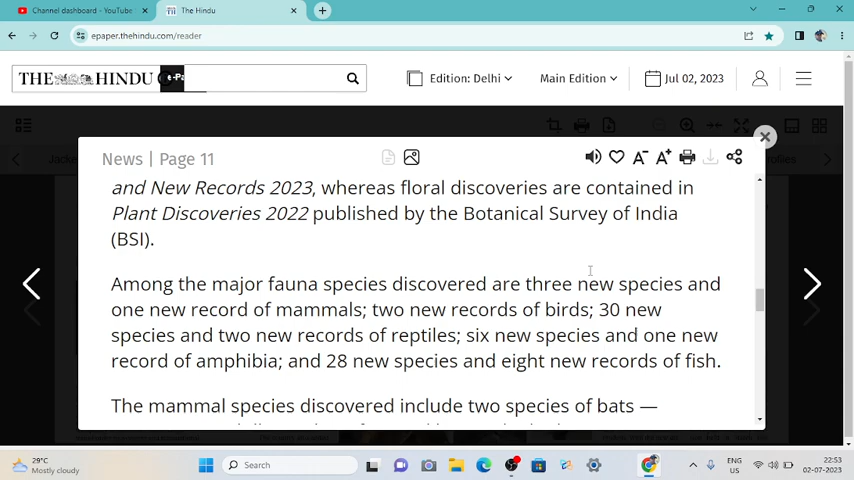 Channel dashboard - YouTube
The Hindu
epaper.thehindu.com/reader
THE HINDU e-Pa
Edition: Delhi
Main Edition
Jul 02, 2023
News | Page 11
A- A+
and New Records 2023, whereas floral discoveries are contained in
Plant Discoveries 2022 published by the Botanical Survey of India
(BSI).
Among the major fauna species discovered are three new species and
one new record of mammals; two new records of birds; 30 new
species and two new records of reptiles; six new species and one new
record of amphibia; and 28 new species and eight new records of fish.
The mammal species discovered include two species of bats —
29°C
Mostly cloudy
Search
ENG
US
22:53
02-07-2023